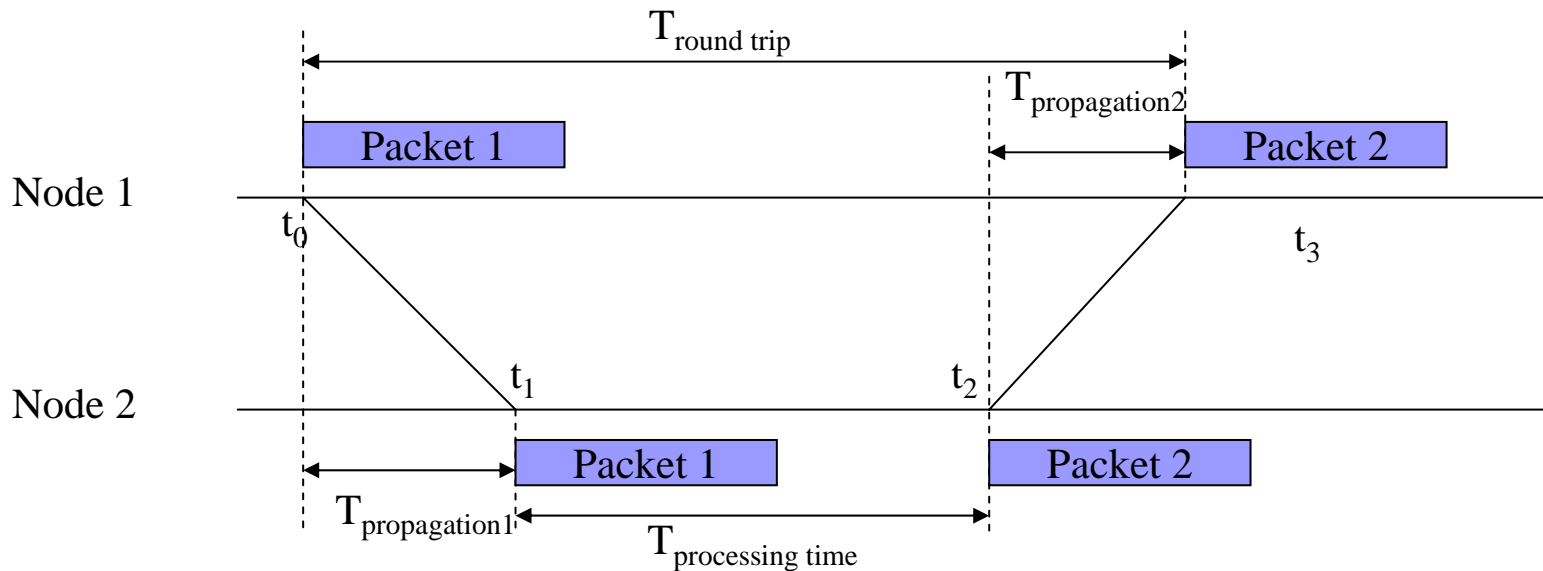 T_round trip
T_propagation2
Packet 1
Packet 2
Node 1
t_0
t_3
t_1
t_2
Node 2
Packet 1
Packet 2
T_propagation1
T_processing time